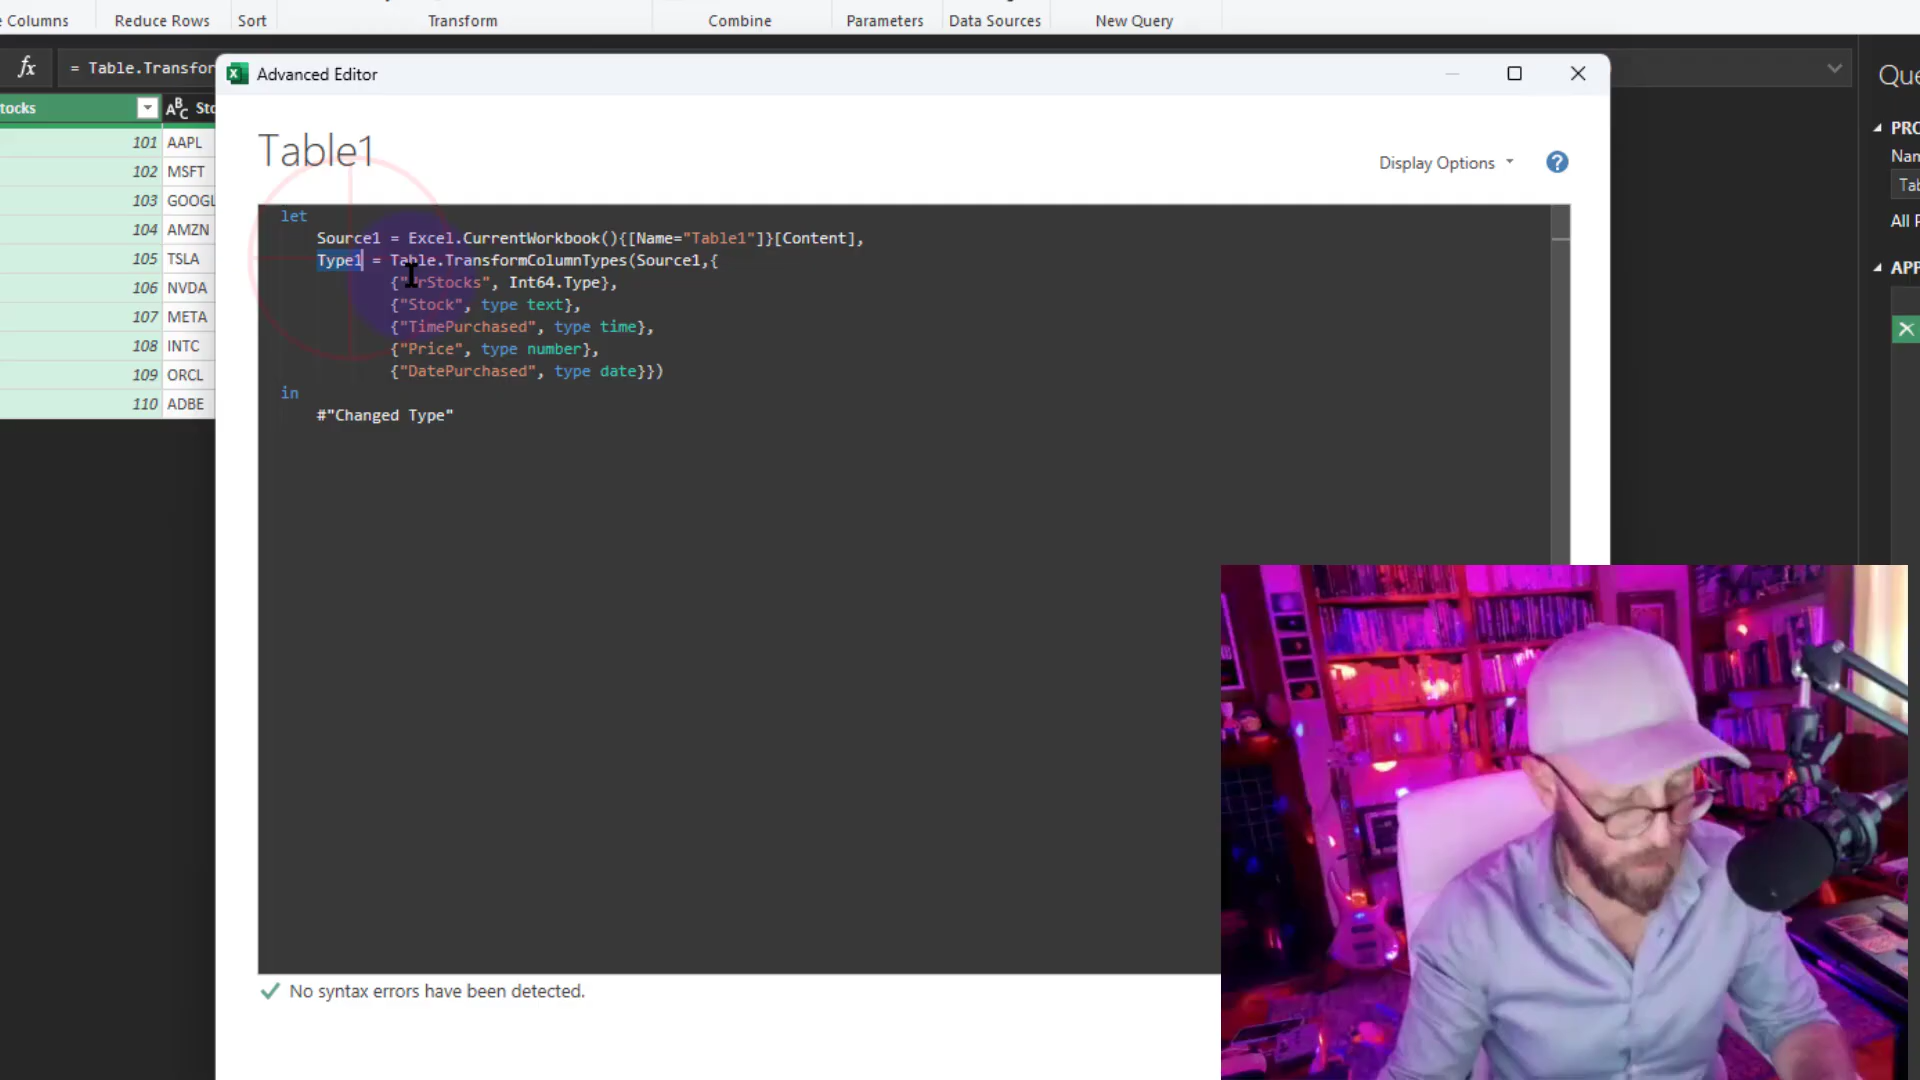 Columns
Reduce Rows
Sort
Transform
Combine
Parameters
Data Sources
New Query
fx
= Table.Transfor
Advanced Editor
tocks
ABC
101 AAPL
102 MSFT
103 GOOGL
104 AMZN
105 TSLA
106 NVDA
107 META
108 INTC
109 ORCL
110 ADBE
Table1
Display Options
?
let
Source1 = Excel.CurrentWorkbook(){[Name="Table1"]}[Content],
Type1 = Table.TransformColumnTypes(Source1,{
{"rStocks", Int64.Type},
{"Stock", type text},
{"TimePurchased", type time},
{"Price", type number},
{"DatePurchased", type date}})
in
#"Changed Type"
No syntax errors have been detected.
Que
PRO
Nam
Tab
All P
APP